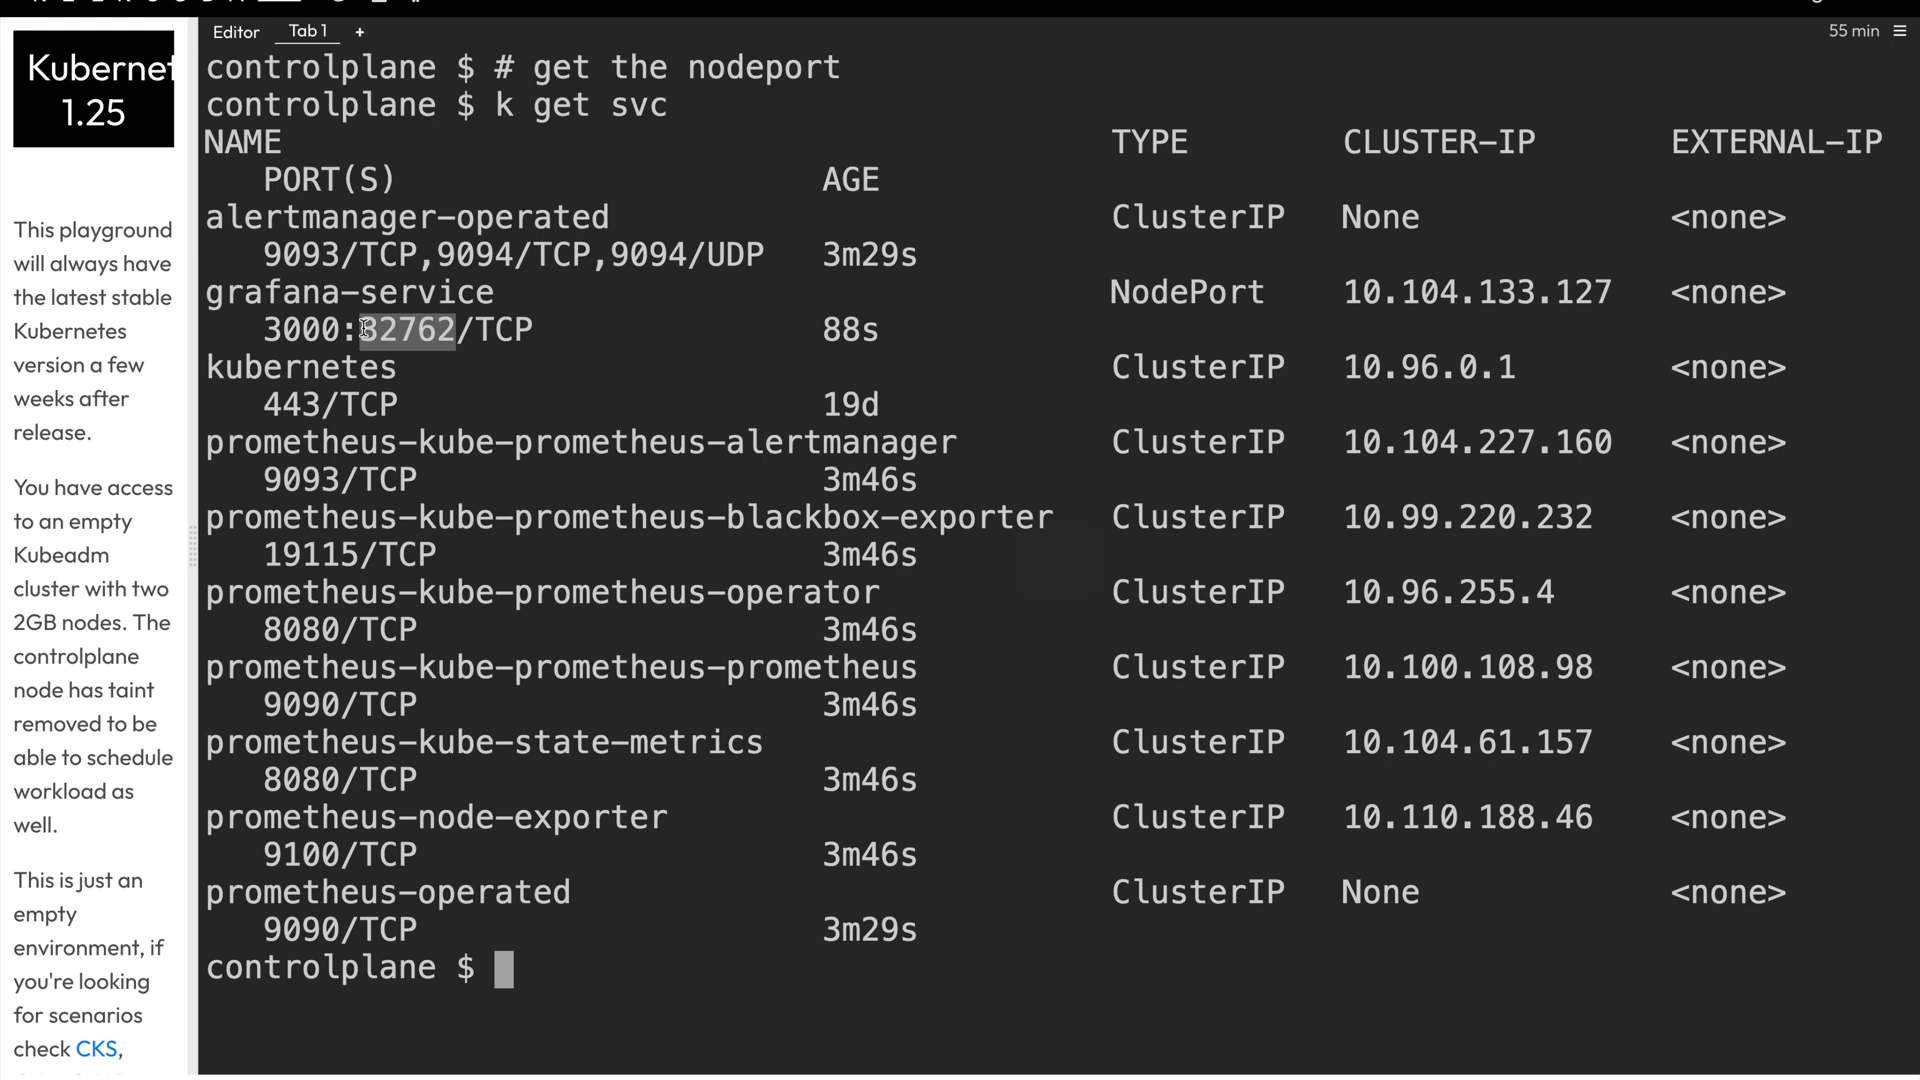 Editor Tab 1 + 55 min
Kubernet
1.25
This playground
will always have
the latest stable
Kubernetes
version a few
weeks after
release.
You have access
to an empty
Kubeadm
cluster with two
2GB nodes. The
controlplane
node has taint
removed to be
able to schedule
workload as
well.
This is just an
empty
environment, if
you're looking
for scenarios
check CKS,
controlplane $ # get the nodeport
controlplane $ k get svc
NAME TYPE CLUSTER-IP EXTERNAL-IP
PORT(S) AGE
alertmanager-operated ClusterIP None <none>
9093/TCP,9094/TCP,9094/UDP 3m29s
grafana-service NodePort 10.104.133.127 <none>
3000:32762/TCP 88s
kubernetes ClusterIP 10.96.0.1 <none>
443/TCP 19d
prometheus-kube-prometheus-alertmanager ClusterIP 10.104.227.160 <none>
9093/TCP 3m46s
prometheus-kube-prometheus-blackbox-exporter ClusterIP 10.99.220.232 <none>
19115/TCP 3m46s
prometheus-kube-prometheus-operator ClusterIP 10.96.255.4 <none>
8080/TCP 3m46s
prometheus-kube-prometheus-prometheus ClusterIP 10.100.108.98 <none>
9090/TCP 3m46s
prometheus-kube-state-metrics ClusterIP 10.104.61.157 <none>
8080/TCP 3m46s
prometheus-node-exporter ClusterIP 10.110.188.46 <none>
9100/TCP 3m46s
prometheus-operated ClusterIP None <none>
9090/TCP 3m29s
controlplane $